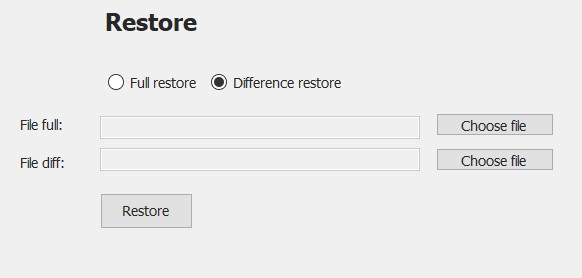 Restore
Full restore Difference restore
File full: Choose file
File diff: Choose file
Restore